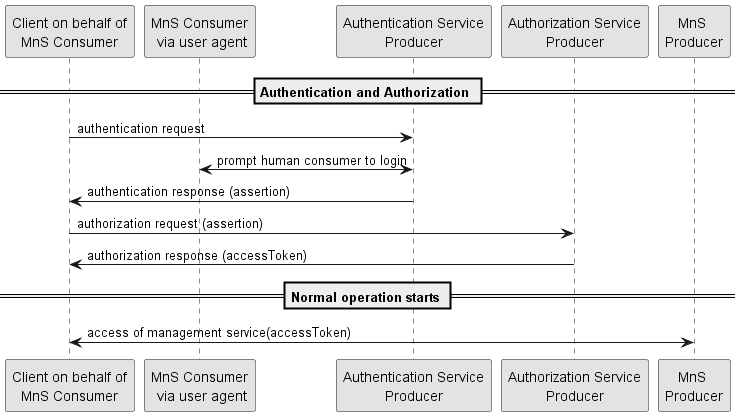 Client on behalf of
MnS Consumer
MnS Consumer
via user agent
Authentication Service
Producer
Authorization Service
Producer
MnS
Producer
Authentication and Authorization
authentication request
prompt human consumer to login
authentication response (assertion)
authorization request (assertion)
authorization response (accessToken)
Normal operation starts
access of management service(accessToken)
Client on behalf of
MnS Consumer
MnS Consumer
via user agent
Authentication Service
Producer
Authorization Service
Producer
MnS
Producer